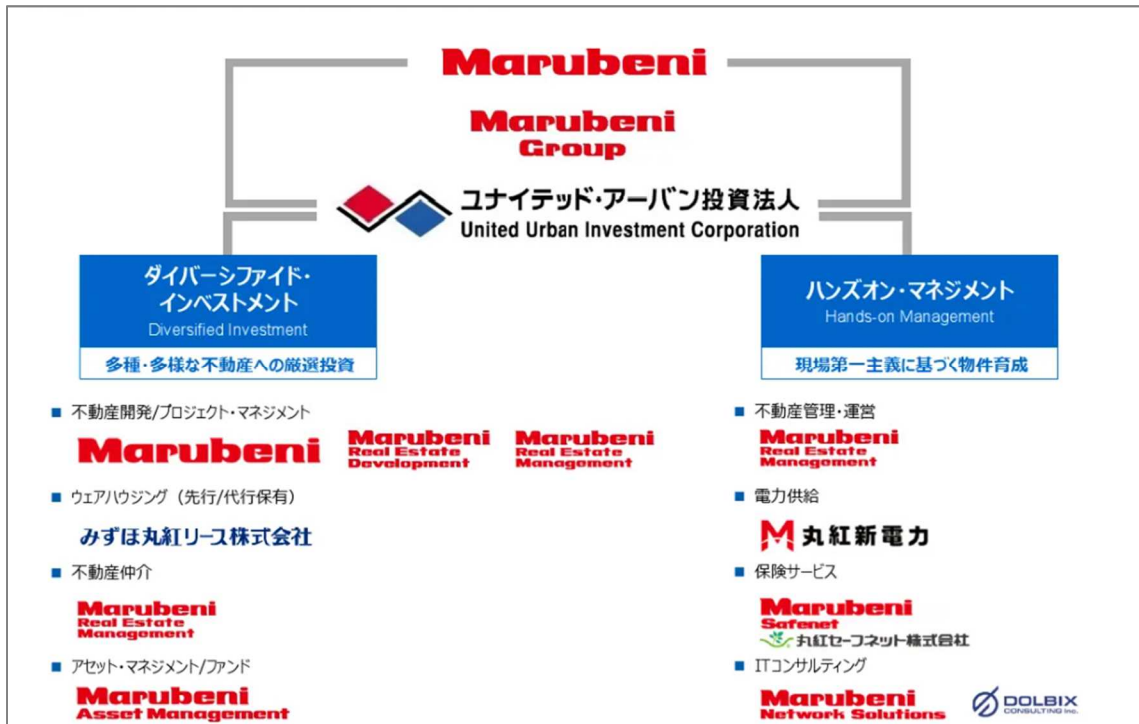 Marubeni
Marubeni
Group
ユナイテッド・アーバン投資法人
United Urban Investment Corporation
ダイバーシファイド・
インベストメント
Diversified Investment
多種・多様な不動産への厳選投資
■ 不動産開発/プロジェクト・マネジメント
Marubeni
Marubeni
Real Estate
Development
Marubeni
Real Estate
Management
■ ウェアハウジング（先行/代行保有）
みずほ丸紅リース株式会社
■ 不動産仲介
Marubeni
Real Estate
Management
■ アセット・マネジメント/ファンド
Marubeni
Asset Management
ハンズオン・マネジメント
Hands-on Management
現場第一主義に基づく物件育成
■ 不動産管理・運営
Marubeni
Real Estate
Management
■ 電力供給
丸紅新電力
■ 保険サービス
Marubeni
Safenet
丸紅セーフネット株式会社
■ ITコンサルティング
Marubeni
Network Solutions
DOLBIX
CONSULTING Inc.